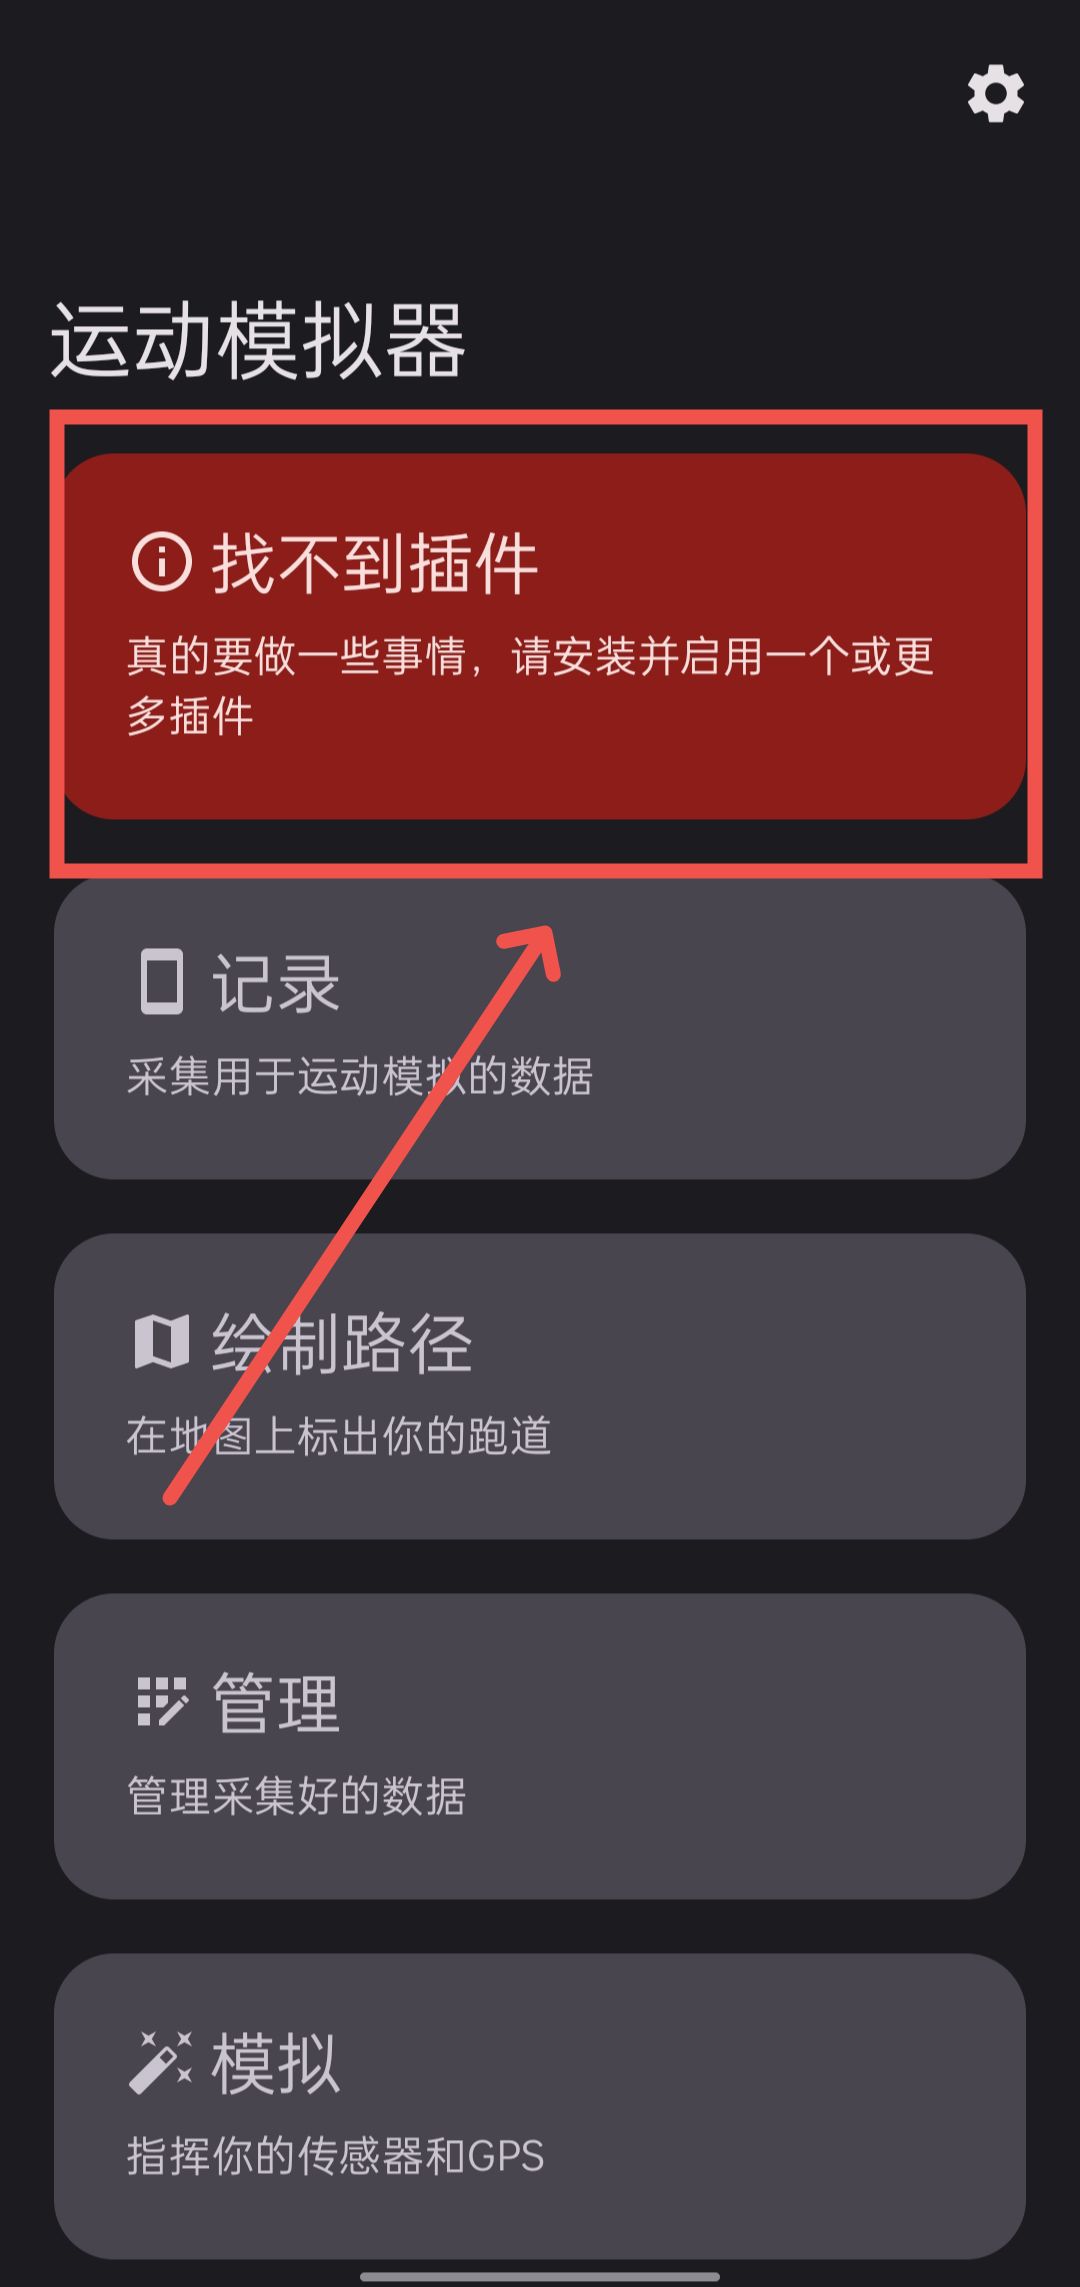 运动模拟器
找不到插件
真的要做一些事情，请安装并启用一个或更
多插件
记录
采集用于运动模拟的数据
绘制路径
在地图上标出你的跑道
管理
管理采集好的数据
模拟
指挥你的传感器和GPS